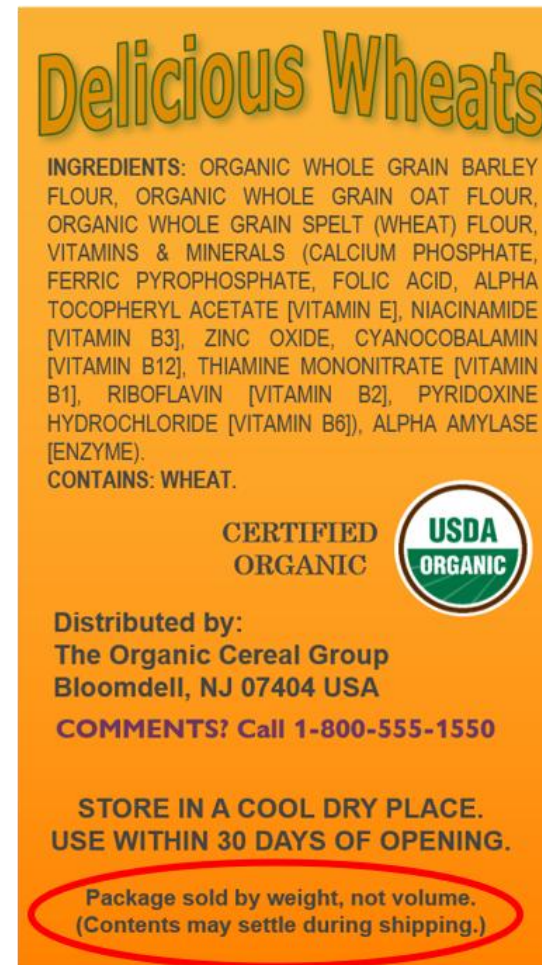 Delicious Wheats
INGREDIENTS: ORGANIC WHOLE GRAIN BARLEY
FLOUR, ORGANIC WHOLE GRAIN OAT FLOUR,
ORGANIC WHOLE GRAIN SPELT (WHEAT) FLOUR,
VITAMINS & MINERALS (CALCIUM PHOSPHATE,
FERRIC PYROPHOSPHATE, FOLIC ACID, ALPHA
TOCOPHERYL ACETATE [VITAMIN E], NIACINAMIDE
[VITAMIN B3], ZINC OXIDE, CYANOCOBALAMIN
[VITAMIN B12], THIAMINE MONONITRATE [VITAMIN
B1], RIBOFLAVIN [VITAMIN B2], PYRIDOXINE
HYDROCHLORIDE [VITAMIN B6]), ALPHA AMYLASE
[ENZYME).
CONTAINS: WHEAT.
CERTIFIED
ORGANIC
USDA
ORGANIC
Distributed by:
The Organic Cereal Group
Bloomdell, NJ 07404 USA
COMMENTS? Call 1-800-555-1550
STORE IN A COOL DRY PLACE.
USE WITHIN 30 DAYS OF OPENING.
Package sold by weight, not volume.
(Contents may settle during shipping.)